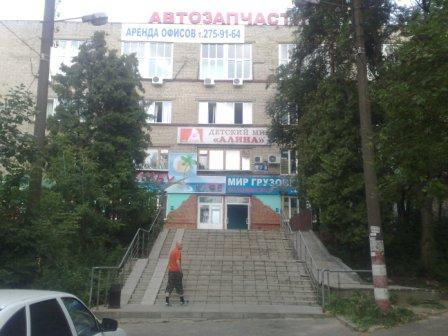 АВТОЗАПЧАСТИ
АРЕНДА ОФИСОВ т.275-91-64
А
ДЕТСКИЙ МИР
«АЛИНА»
МИР ГРУЗОВ